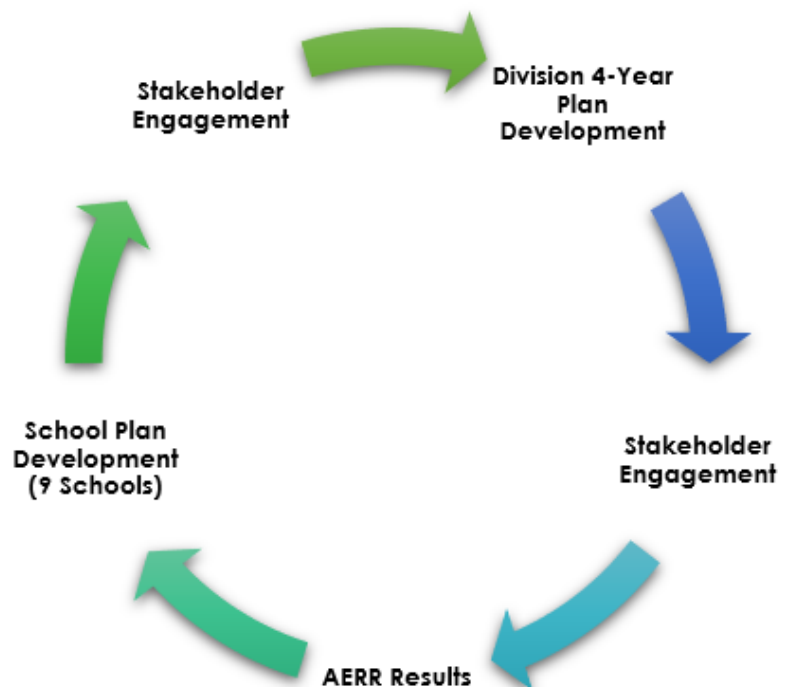 Stakeholder
Engagement
Division 4-Year
Plan
Development
Stakeholder
Engagement
AERR Results
School Plan
Development
(9 Schools)